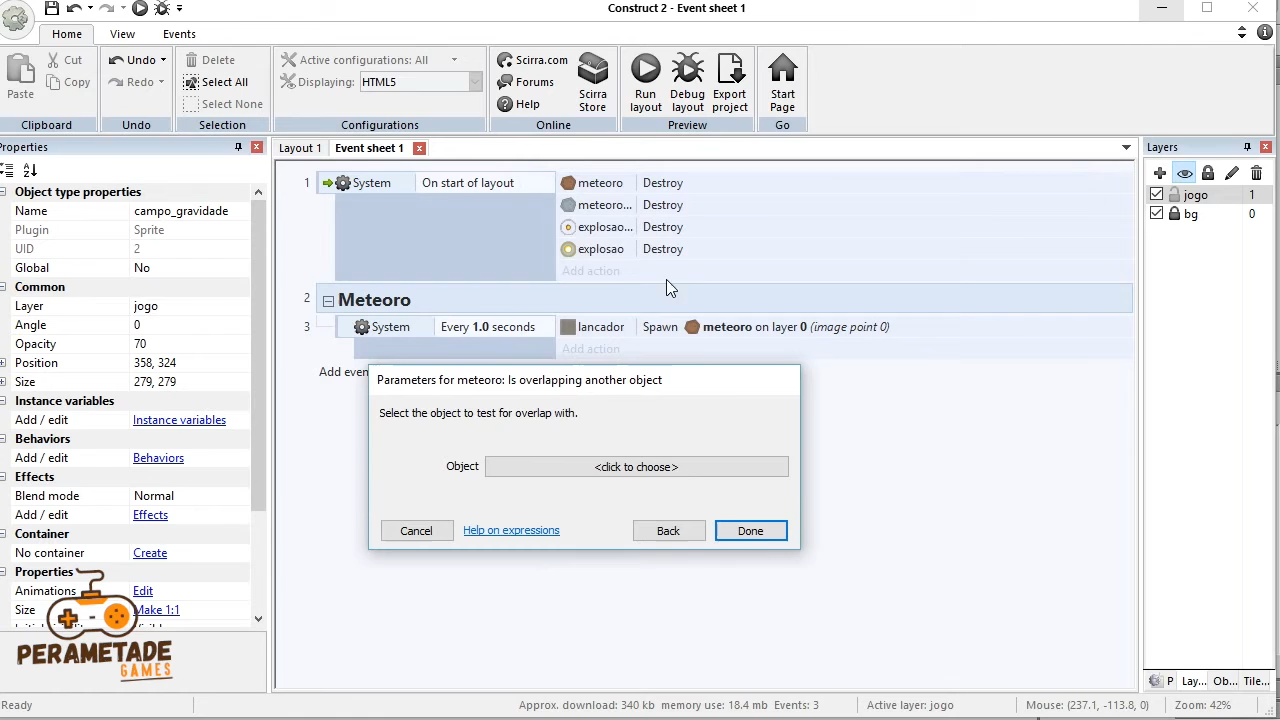 Construct 2 - Event sheet 1
Home View Events
Paste
Cut
Copy
Clipboard
Undo
Redo
Undo
Delete
Select All
Select None
Selection
Active configurations: All
Displaying: HTML5
Configurations
Scirra.com
Forums
Help
Scirra Store
Online
Run layout
Debug layout
Export project
Preview
Start Page
Go
Properties
Object type properties
Name campo_gravidade
Plugin Sprite
UID 2
Global No
Common
Layer jogo
Angle 0
Opacity 70
Position 358, 324
Size 279, 279
Instance variables
Add / edit Instance variables
Behaviors
Add / edit Behaviors
Effects
Blend mode Normal
Add / edit Effects
Container
No container Create
Properties
Animations Edit
Size Make 1:1
PERAMETADE
GAMES
Layout 1 Event sheet 1
1 System On start of layout meteoro Destroy
meteoro... Destroy
explosao... Destroy
explosao Destroy
Add action
2 Meteoro
3 System Every 1.0 seconds lancador Spawn meteoro on layer 0 (image point 0)
Add action
Add even
Parameters for meteoro: Is overlapping another object
Select the object to test for overlap with.
Object <click to choose>
Cancel Help on expressions Back Done
Layers
jogo 1
bg 0
P Lay... Ob... Tile...
Ready Approx. download: 340 kb memory use: 18.4 mb Events: 3 Active layer: jogo Mouse: (237.1, -113.8, 0) Zoom: 42%